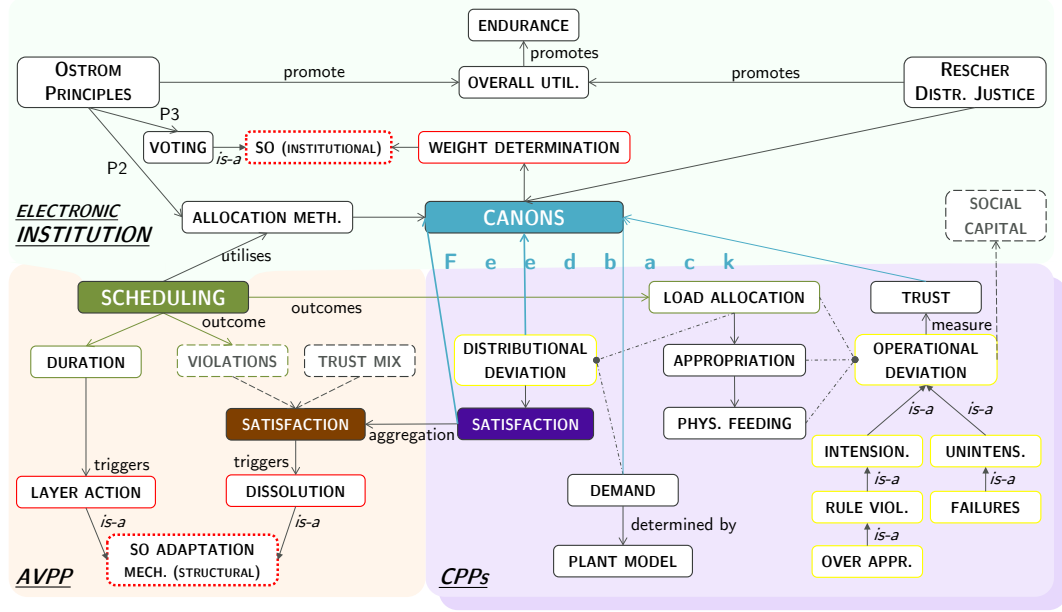 ENDURANCE
promotes
OSTROM
PRINCIPLES
promote
OVERALL UTIL.
promotes
RESCHER
DISTR. JUSTICE
P3
VOTING
is-a
SO (INSTITUTIONAL)
WEIGHT DETERMINATION
P2
ELECTRONIC
INSTITUTION
ALLOCATION METH.
CANONS
SOCIAL
CAPITAL
utilises
F e e d b a c k
SCHEDULING
outcomes
LOAD ALLOCATION
TRUST
outcome
measure
DURATION
VIOLATIONS
TRUST MIX
DISTRIBUTIONAL
DEVIATION
APPROPRIATION
OPERATIONAL
DEVIATION
SATISFACTION
aggregation
SATISFACTION
PHYS. FEEDING
is-a
is-a
triggers
triggers
INTENSION.
UNINTENS.
LAYER ACTION
DISSOLUTION
DEMAND
is-a
is-a
RULE VIOL.
FAILURES
is-a
is-a
determined by
is-a
SO ADAPTATION
MECH. (STRUCTURAL)
PLANT MODEL
OVER APPR.
AVPP
CPPs